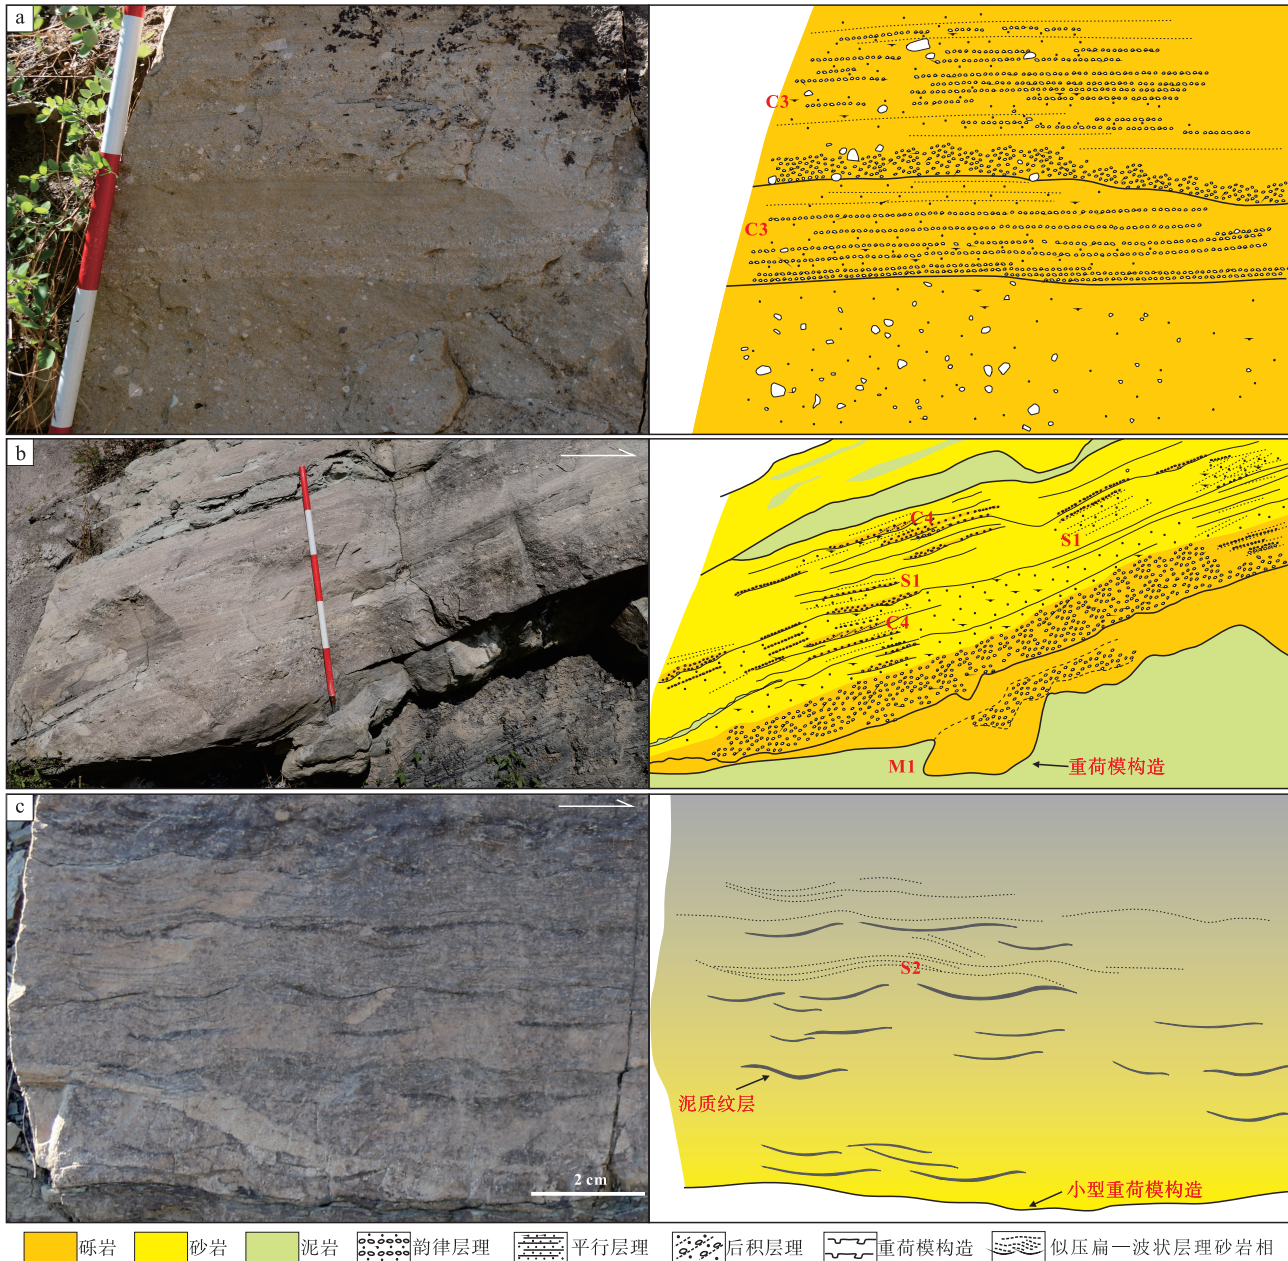 a
C3
C3
b
C4
S1
S1
C4
M1
重荷模构造
c
S2
泥质纹层
2 cm
小型重荷模构造
砾岩
砂岩
泥岩
韵律层理
平行层理
后积层理
重荷模构造
似压扁—波状层理砂岩相